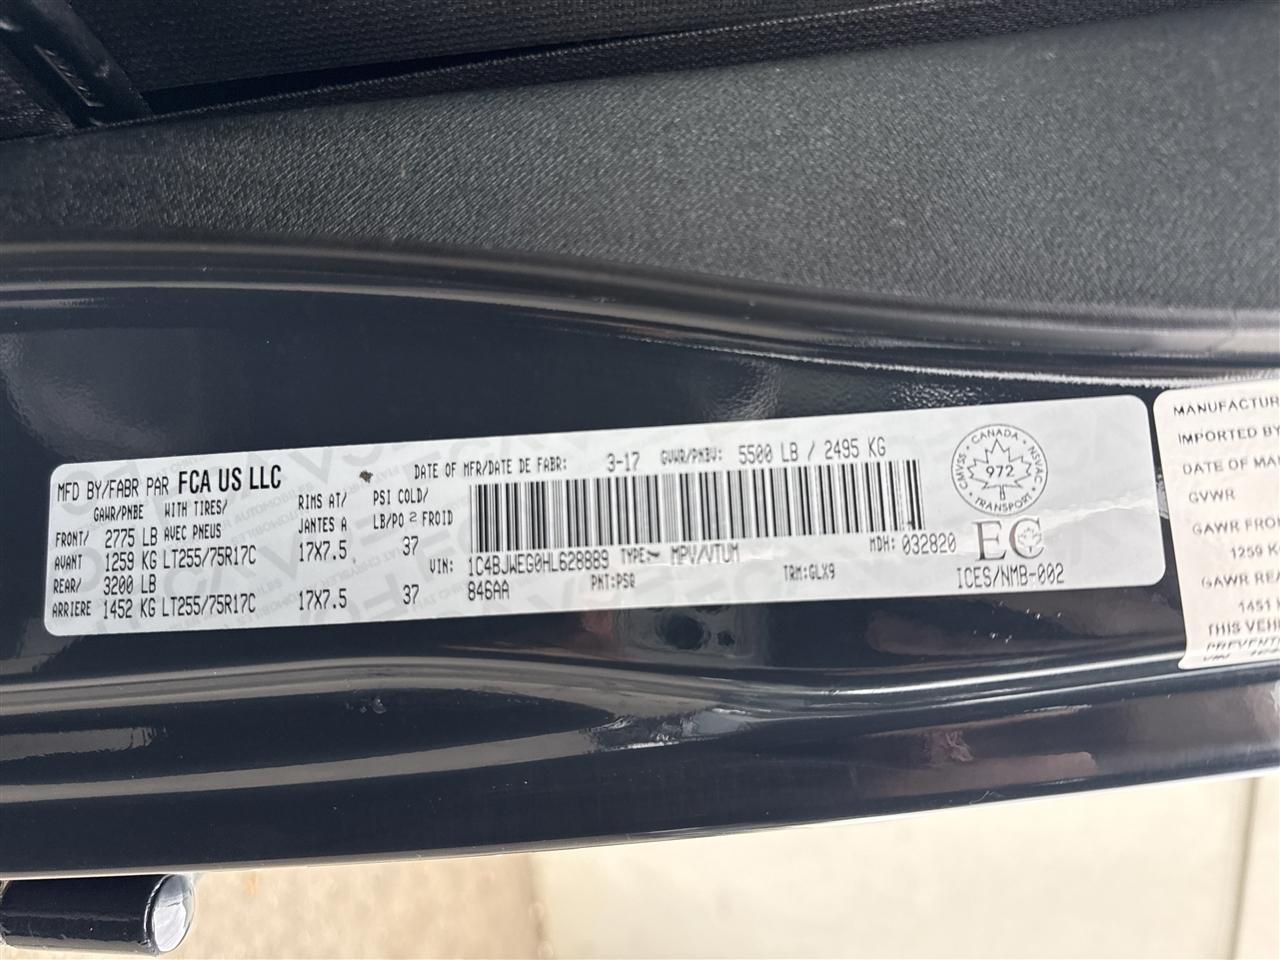 MFD BY/FABR PAR FCA US LLC
DATE OF MFR/DATE DE FABR: 3-17 GVWR/PNBV: 5500 LB / 2495 KG
GAWR/PNBE WITH TIRES/ RIMS AT/ PSI COLD/
FRONT/ 2775 LB AVEC PNEUS JANTES A LB/PO 2 FROID
AVANT 1259 KG LT255/75R17C 17X7.5 37
REAR/ 3200 LB
ARRIERE 1452 KG LT255/75R17C 17X7.5 37
VIN: 1C4BJWEG0HL628889 TYPE: MPV/VTUM MDH: 032820
846AA PNT:PSQ TRM:GLX9
CANADA
CMVSS 972 NSVAC
TRANSPORT
EC
ICES/NMB-002
MANUFACTUR
IMPORTED BY
DATE OF MAN
GVWR
GAWR FRON
1259 K
GAWR REA
1451
THIS VEHI
PREVENT